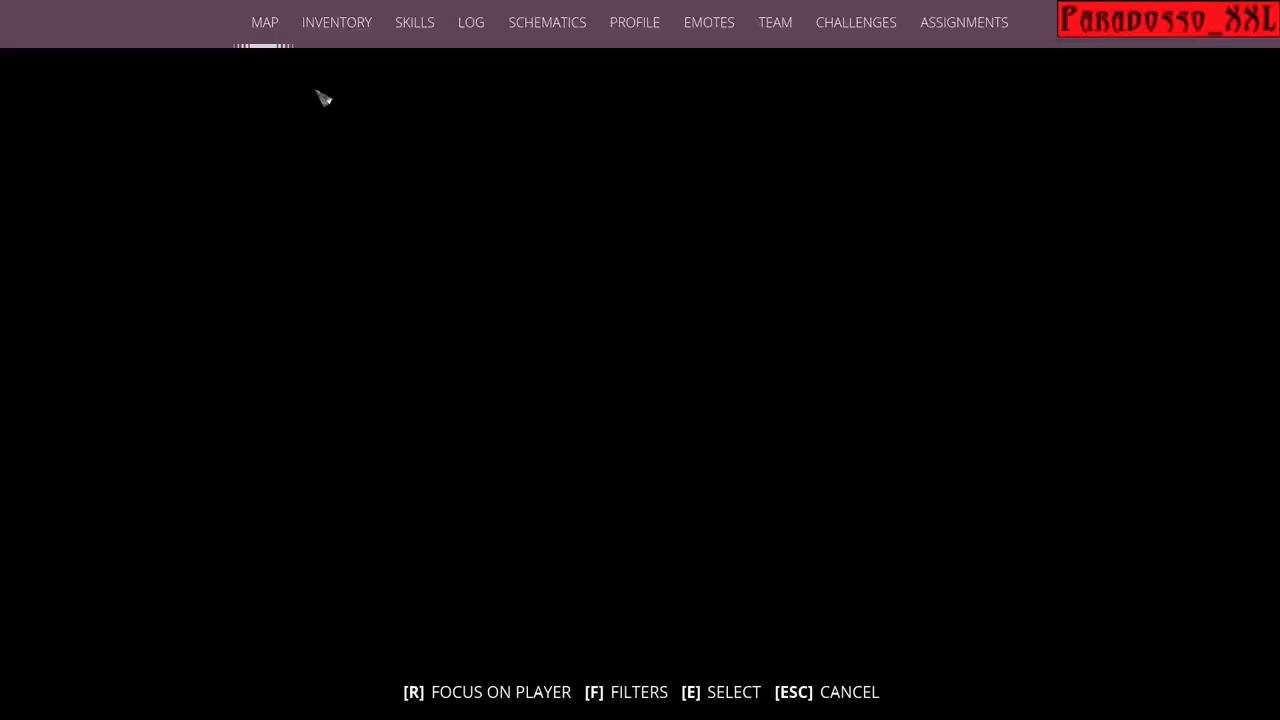 MAP INVENTORY SKILLS LOG SCHEMATICS PROFILE EMOTES TEAM CHALLENGES ASSIGNMENTS Paradosso_XXL
[R] FOCUS ON PLAYER [F] FILTERS [E] SELECT [ESC] CANCEL